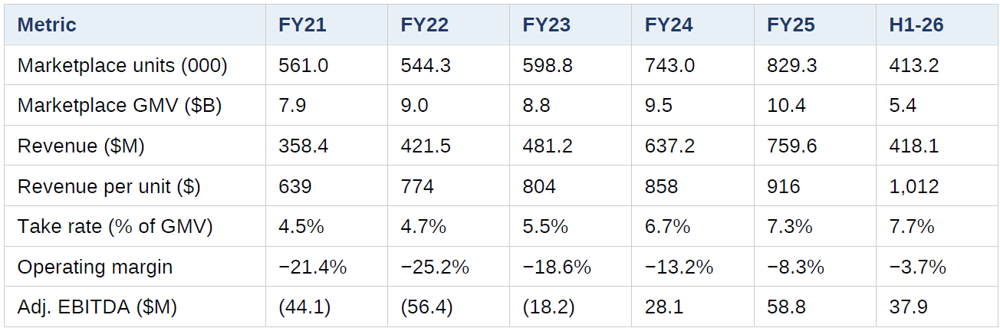 Metric FY21 FY22 FY23 FY24 FY25 H1-26
Marketplace units (000) 561.0 544.3 598.8 743.0 829.3 413.2
Marketplace GMV ($B) 7.9 9.0 8.8 9.5 10.4 5.4
Revenue ($M) 358.4 421.5 481.2 637.2 759.6 418.1
Revenue per unit ($) 639 774 804 858 916 1,012
Take rate (% of GMV) 4.5% 4.7% 5.5% 6.7% 7.3% 7.7%
Operating margin −21.4% −25.2% −18.6% −13.2% −8.3% −3.7%
Adj. EBITDA ($M) (44.1) (56.4) (18.2) 28.1 58.8 37.9